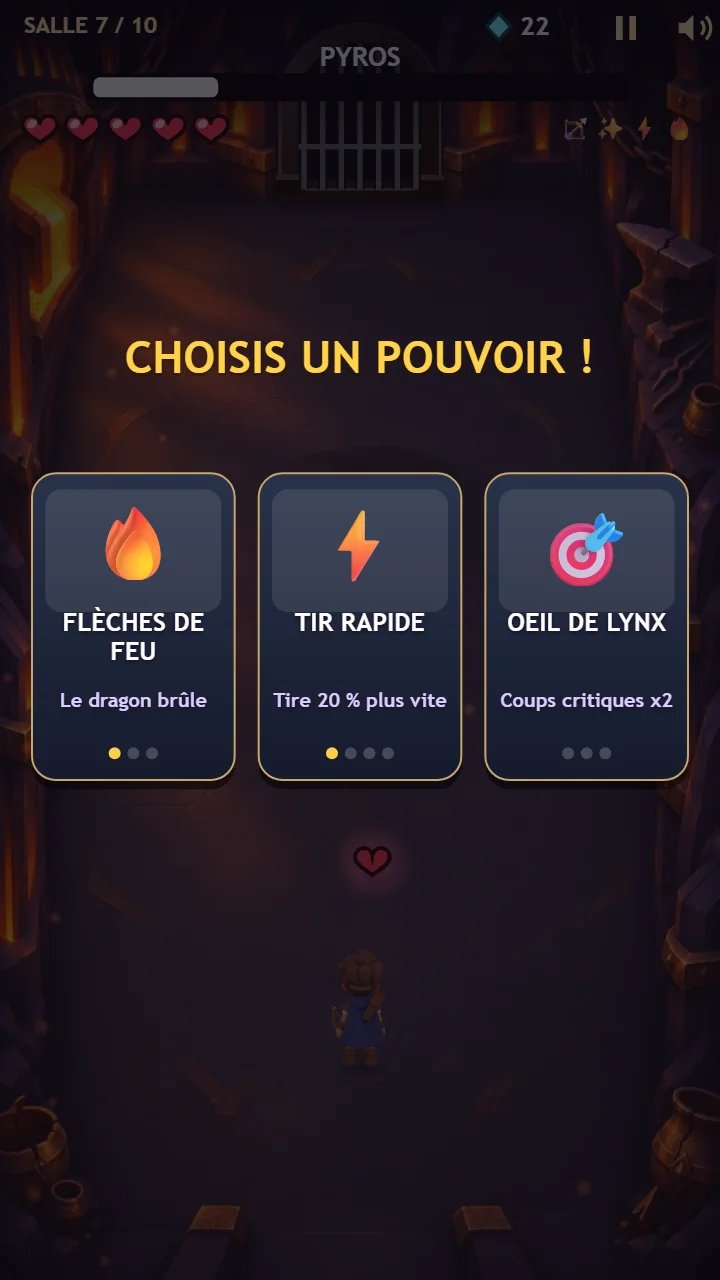 SALLE 7 / 10
22
PYROS
CHOISIS UN POUVOIR !
FLÈCHES DE
FEU
Le dragon brûle
TIR RAPIDE
Tire 20 % plus vite
OEIL DE LYNX
Coups critiques x2